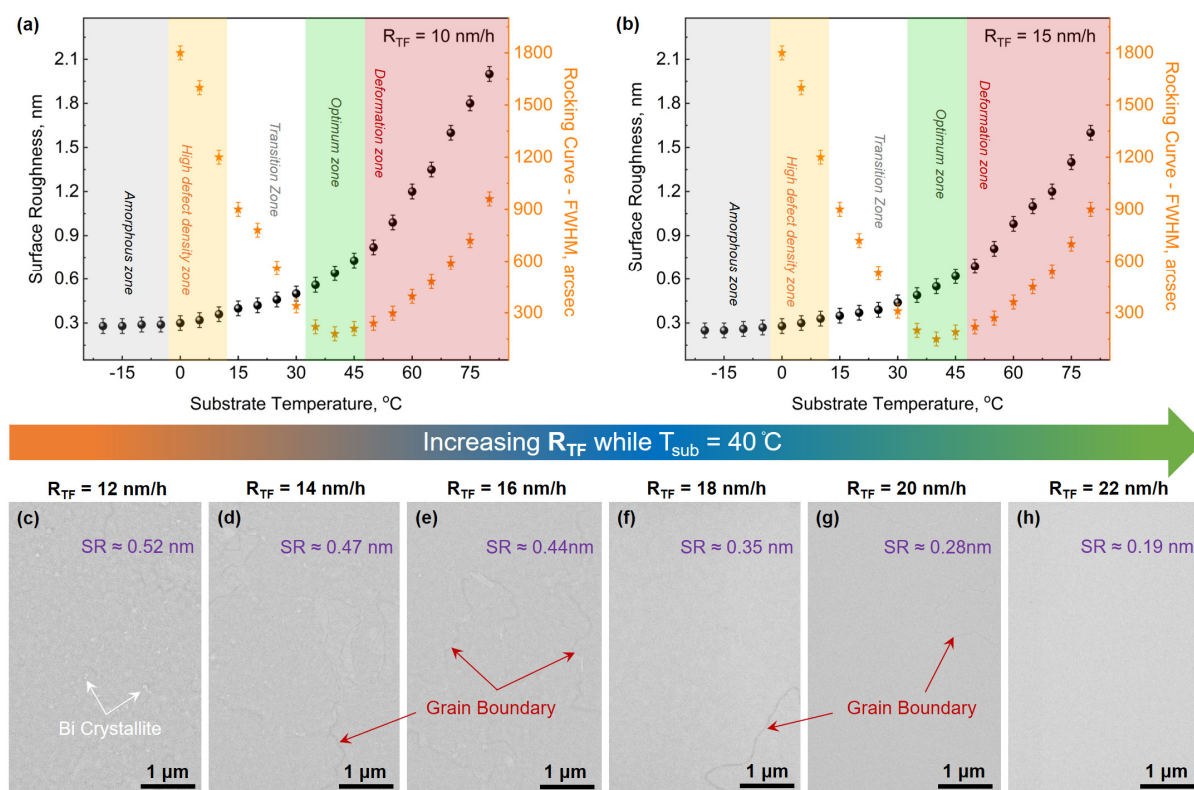 (a)
R_TF = 10 nm/h
Surface Roughness, nm
2.1
1.8
1.5
1.2
0.9
0.6
0.3
Amorphous zone
High defect density zone
Transition Zone
Optimum zone
Deformation zone
1800
1500
1200
900
600
300
Rocking Curve - FWHM, arcsec
-15 0 15 30 45 60 75
Substrate Temperature, °C
(b)
R_TF = 15 nm/h
Surface Roughness, nm
2.1
1.8
1.5
1.2
0.9
0.6
0.3
Amorphous zone
High defect density zone
Transition zone
Optimum zone
Deformation zone
1800
1500
1200
900
600
300
Rocking Curve - FWHM, arcsec
-15 0 15 30 45 60 75
Substrate Temperature, °C
Increasing R_TF while T_sub = 40 °C
R_TF = 12 nm/h
R_TF = 14 nm/h
R_TF = 16 nm/h
R_TF = 18 nm/h
R_TF = 20 nm/h
R_TF = 22 nm/h
(c)
SR ≈ 0.52 nm
Bi Crystallite
1 µm
(d)
SR ≈ 0.47 nm
1 µm
(e)
SR ≈ 0.44nm
Grain Boundary
1 µm
(f)
SR ≈ 0.35 nm
1 µm
(g)
SR ≈ 0.28nm
Grain Boundary
1 µm
(h)
SR ≈ 0.19 nm
1 µm